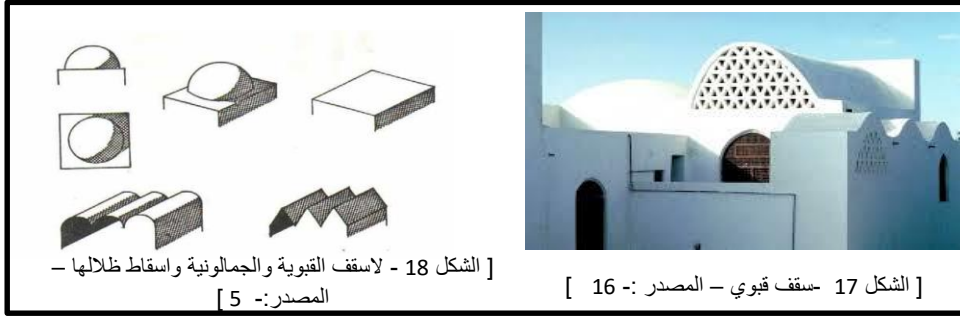 [ الشكل 17 -سقف قبوي – المصدر :- 16 ]
[ الشكل 18 - لاسقف القبوية والجمالونية واسقاط ظلالها –
المصدر:- 5 ]